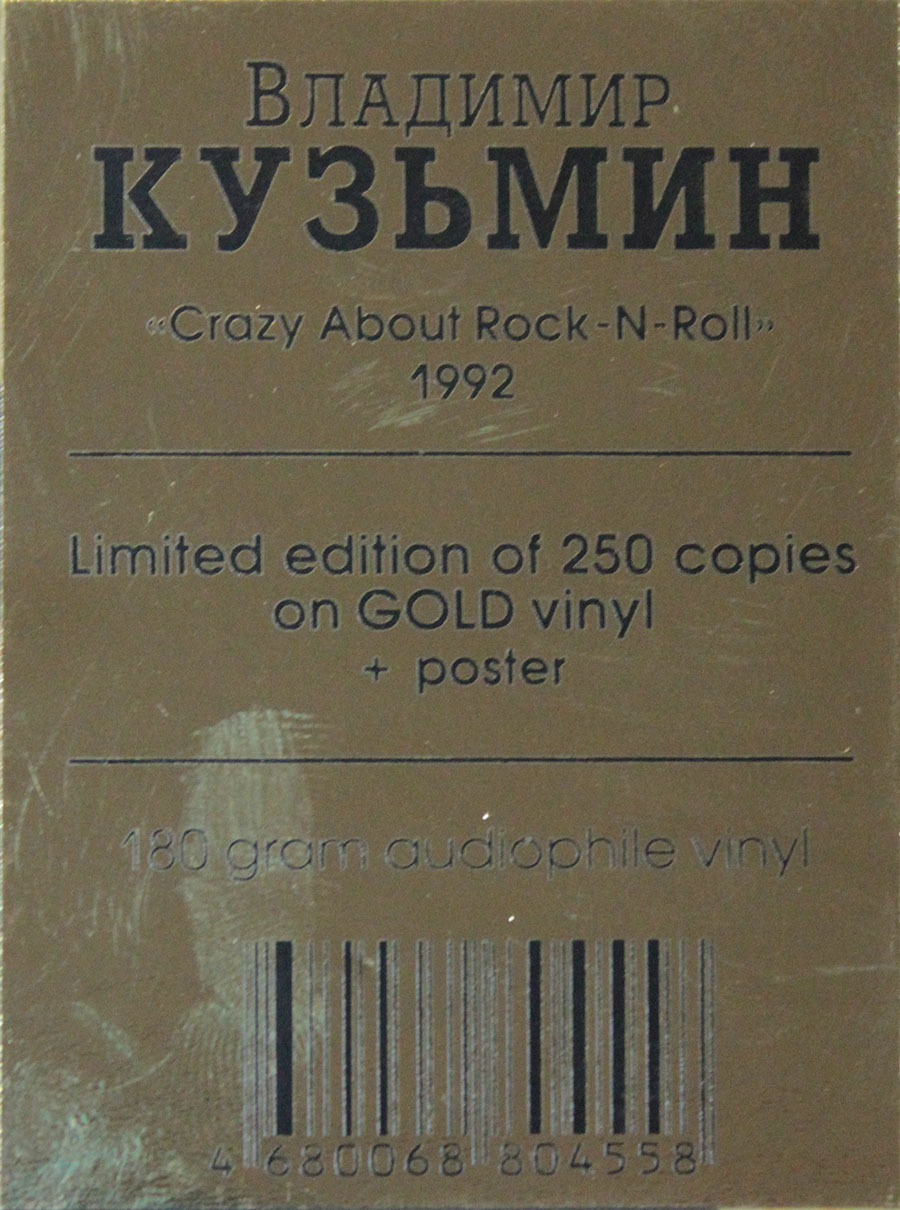 Владимир
КУЗЬМИН
«Crazy About Rock-N-Roll»
1992
Limited edition of 250 copies
on GOLD vinyl
+ poster
180 gram audiophile vinyl
4 680068 804558